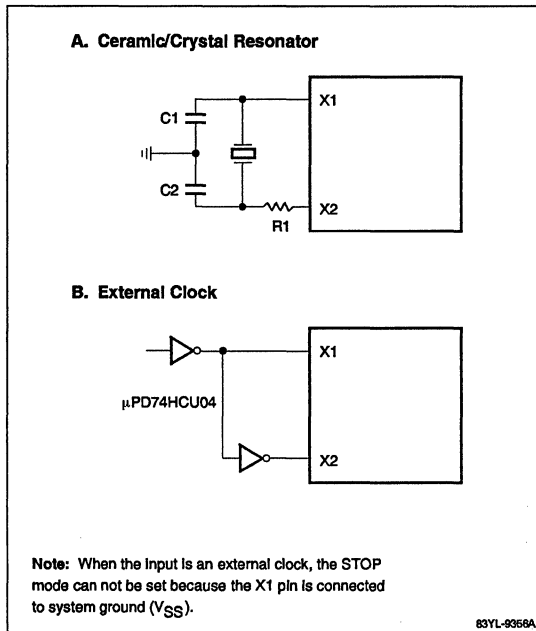 A. Ceramic/Crystal Resonator
X1
C1
C2
R1
X2
B. External Clock
X1
μPD74HCU04
X2
Note: When the input is an external clock, the STOP
mode can not be set because the X1 pin is connected
to system ground (VSS).
83YL-9366A